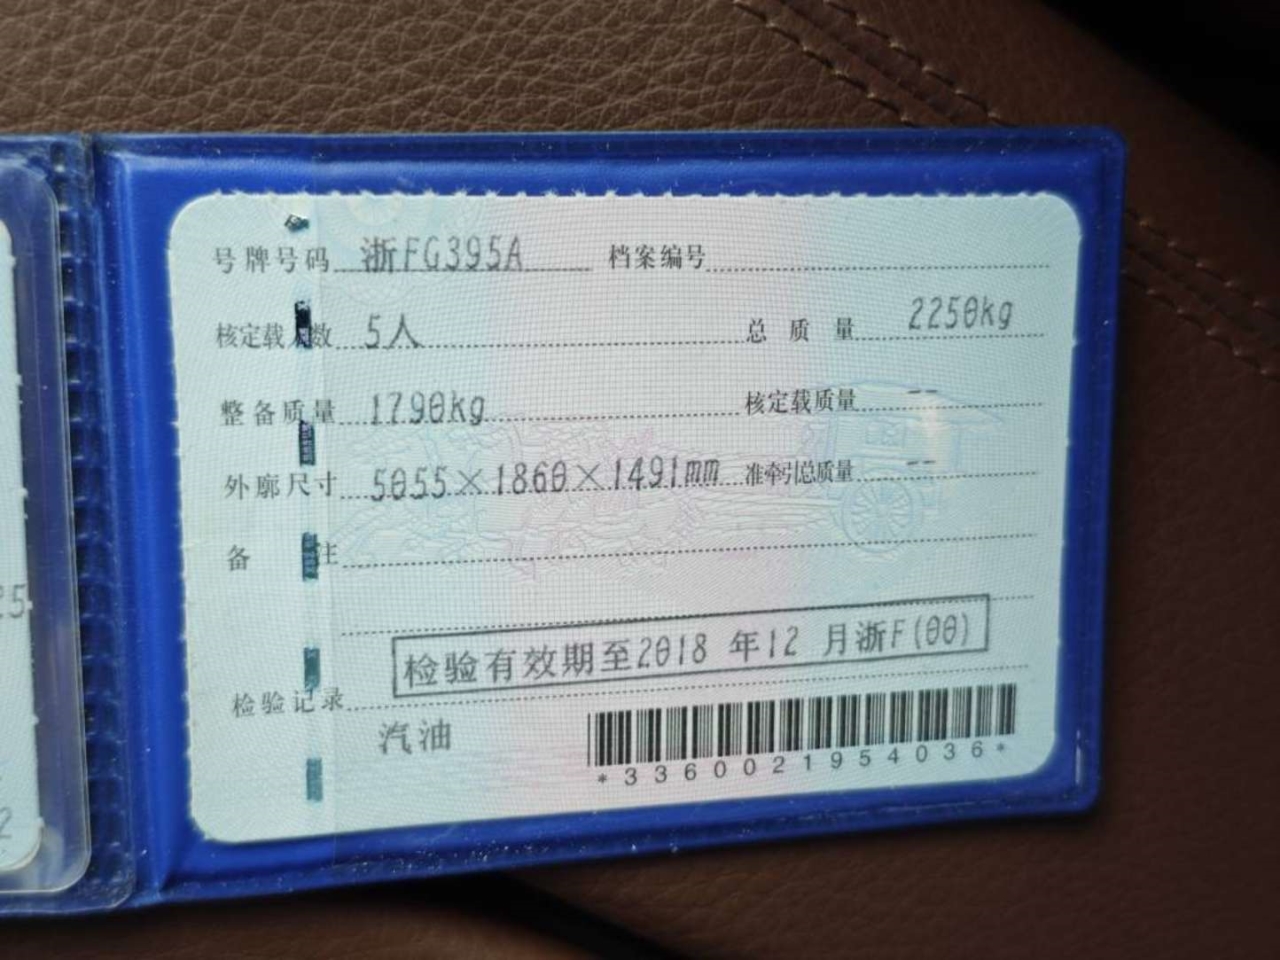 号牌号码 浙FG395A 档案编号
核定载人数 5人 总质量 2250kg
整备质量 1790kg 核定载质量 --
外廓尺寸 5055×1860×1491mm 准牵引总质量 --
备注
检验有效期至2018年12月浙F(00)
检验记录
汽油
*3360021954036*
25
2